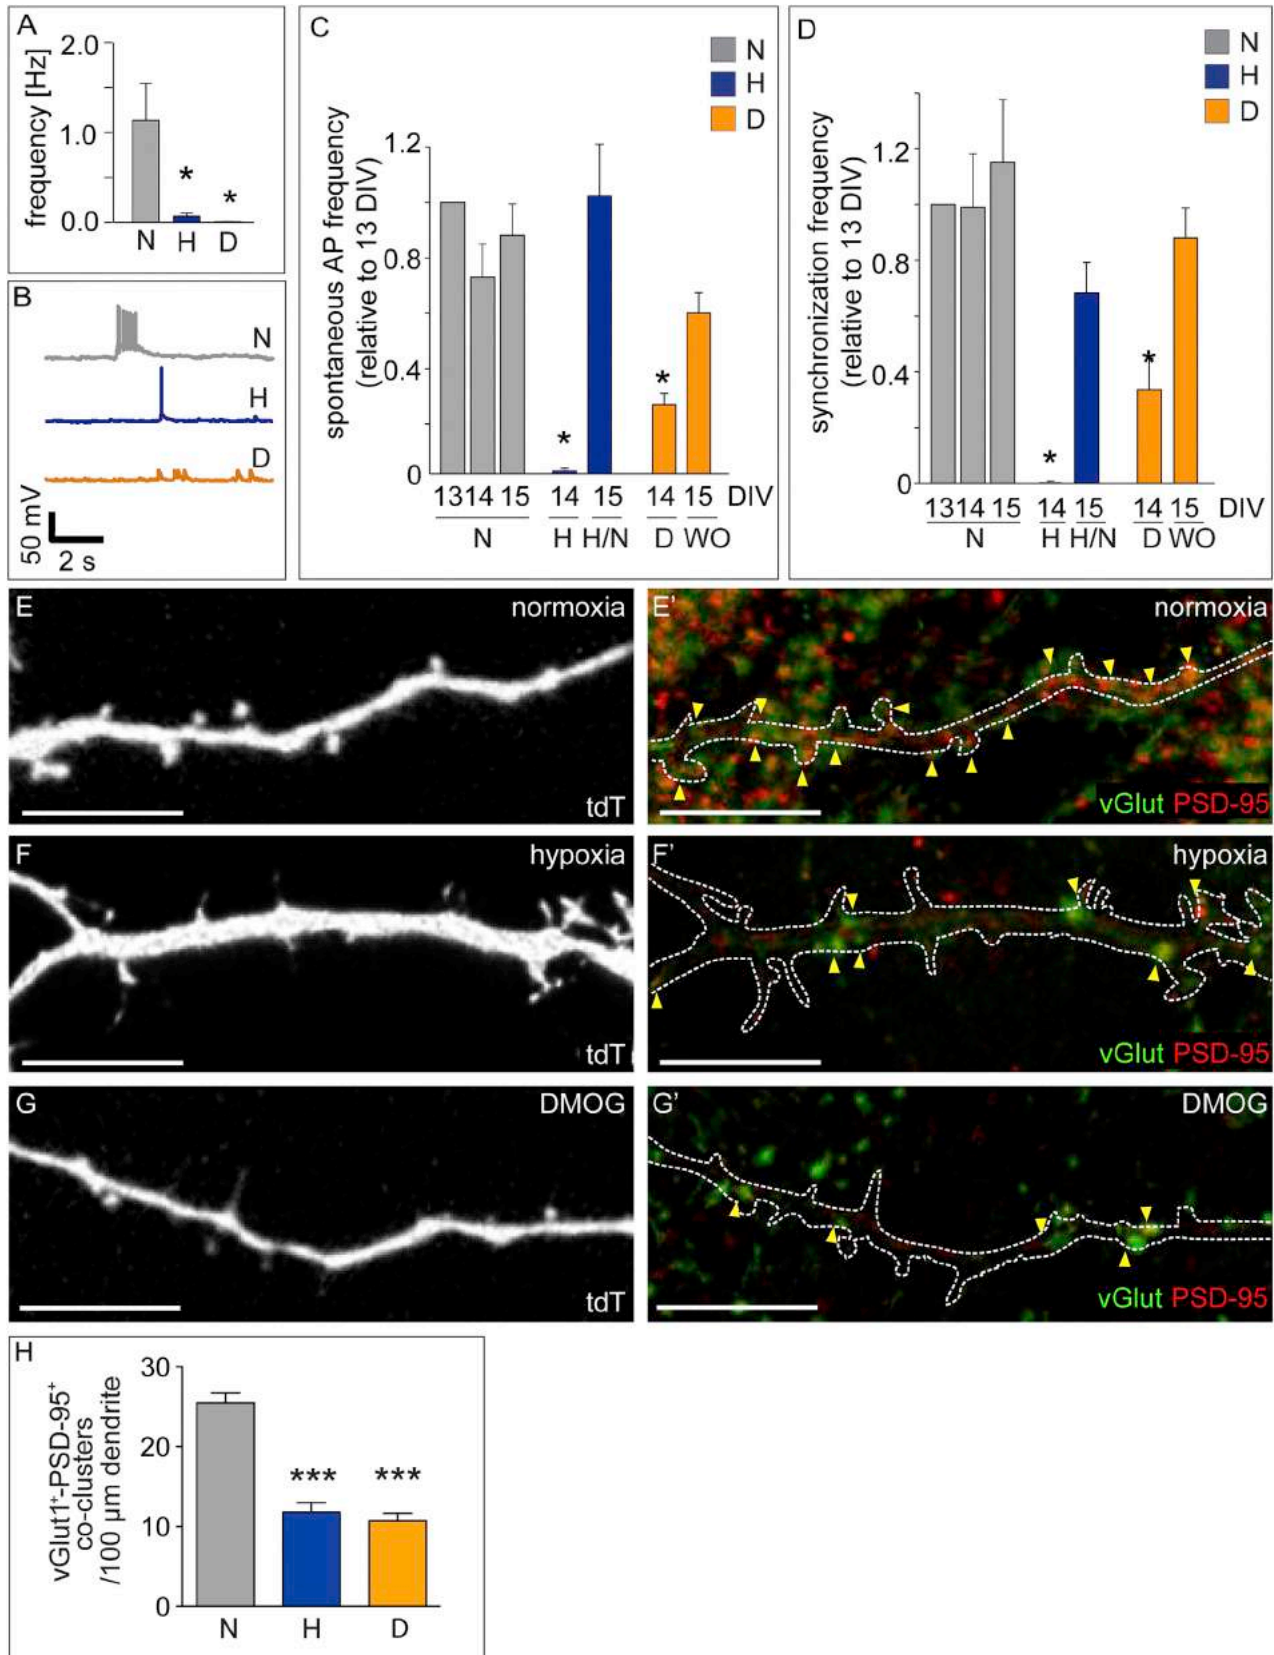 A
frequency [Hz]
2.0
1.0
0.0
*
*
N H D
B
N
H
D
50 mV
2 s
C
N
H
D
spontaneous AP frequency
(relative to 13 DIV)
1.2
0.8
0.4
0
*
*
13 14 15 14 15 14 15 DIV
N H H/N D WO
D
N
H
D
synchronization frequency
(relative to 13 DIV)
1.2
0.8
0.4
0
*
*
13 14 15 14 15 14 15 DIV
N H H/N D WO
E normoxia
tdT
E' normoxia
vGlut PSD-95
F hypoxia
tdT
F' hypoxia
vGlut PSD-95
G DMOG
tdT
G' DMOG
vGlut PSD-95
H
vGlut1⁺-PSD-95⁺
co-clusters
/100 µm dendrite
30
20
10
0
*** ***
N H D